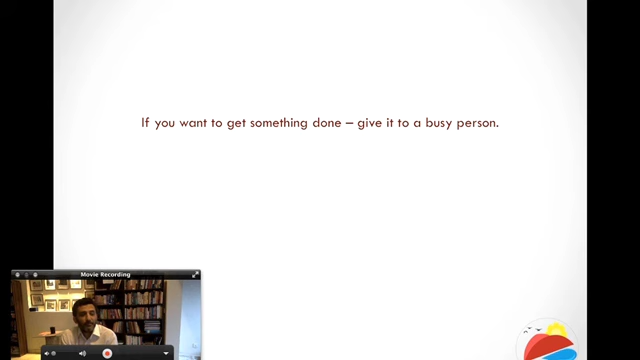 If you want to get something done – give it to a busy person.
Movie Recording